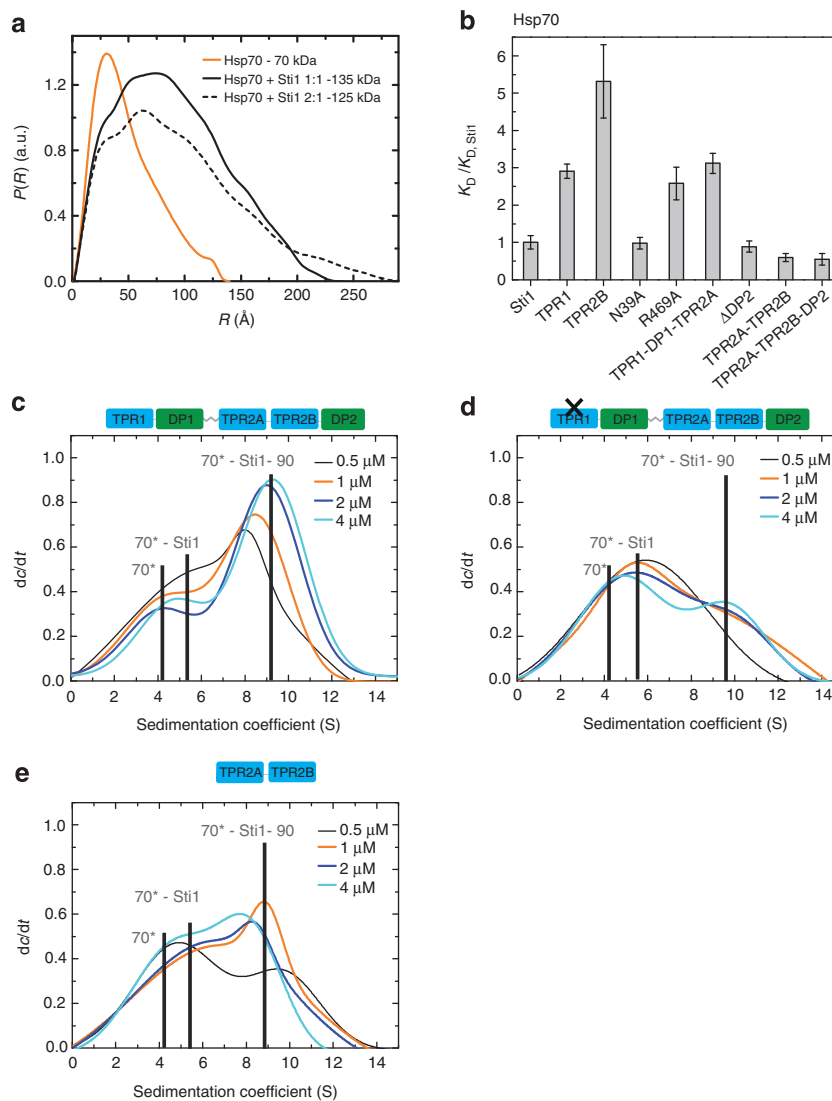 a
P(R) (a.u.)
1.2
0.8
0.4
0.0
Hsp70 - 70 kDa
Hsp70 + Sti1 1:1 -135 kDa
Hsp70 + Sti1 2:1 -125 kDa
0
50
100
150
200
250
R (Å)
b
Hsp70
KD /KD, Sti1
6
5
4
3
2
1
0
Sti1
TPR1
TPR2B
N39A
R469A
TPR1-DP1-TPR2A
ΔDP2
TPR2A-TPR2B
TPR2A-TPR2B-DP2
c
TPR1 DP1 TPR2A TPR2B DP2
dc/dt
1.0
0.8
0.6
0.4
0.2
0.0
70* - Sti1- 90
70* - Sti1
70*
0.5 μM
1 μM
2 μM
4 μM
0 2 4 6 8 10 12 14
Sedimentation coefficient (S)
d
TPR1 DP1 TPR2A TPR2B DP2
dc/dt
1.0
0.8
0.6
0.4
0.2
0.0
70* - Sti1- 90
70* - Sti1
70*
0.5 μM
1 μM
2 μM
4 μM
0 2 4 6 8 10 12 14
Sedimentation coefficient (S)
e
TPR2A TPR2B
dc/dt
1.0
0.8
0.6
0.4
0.2
0.0
70* - Sti1- 90
70* - Sti1
70*
0.5 μM
1 μM
2 μM
4 μM
0 2 4 6 8 10 12 14
Sedimentation coefficient (S)